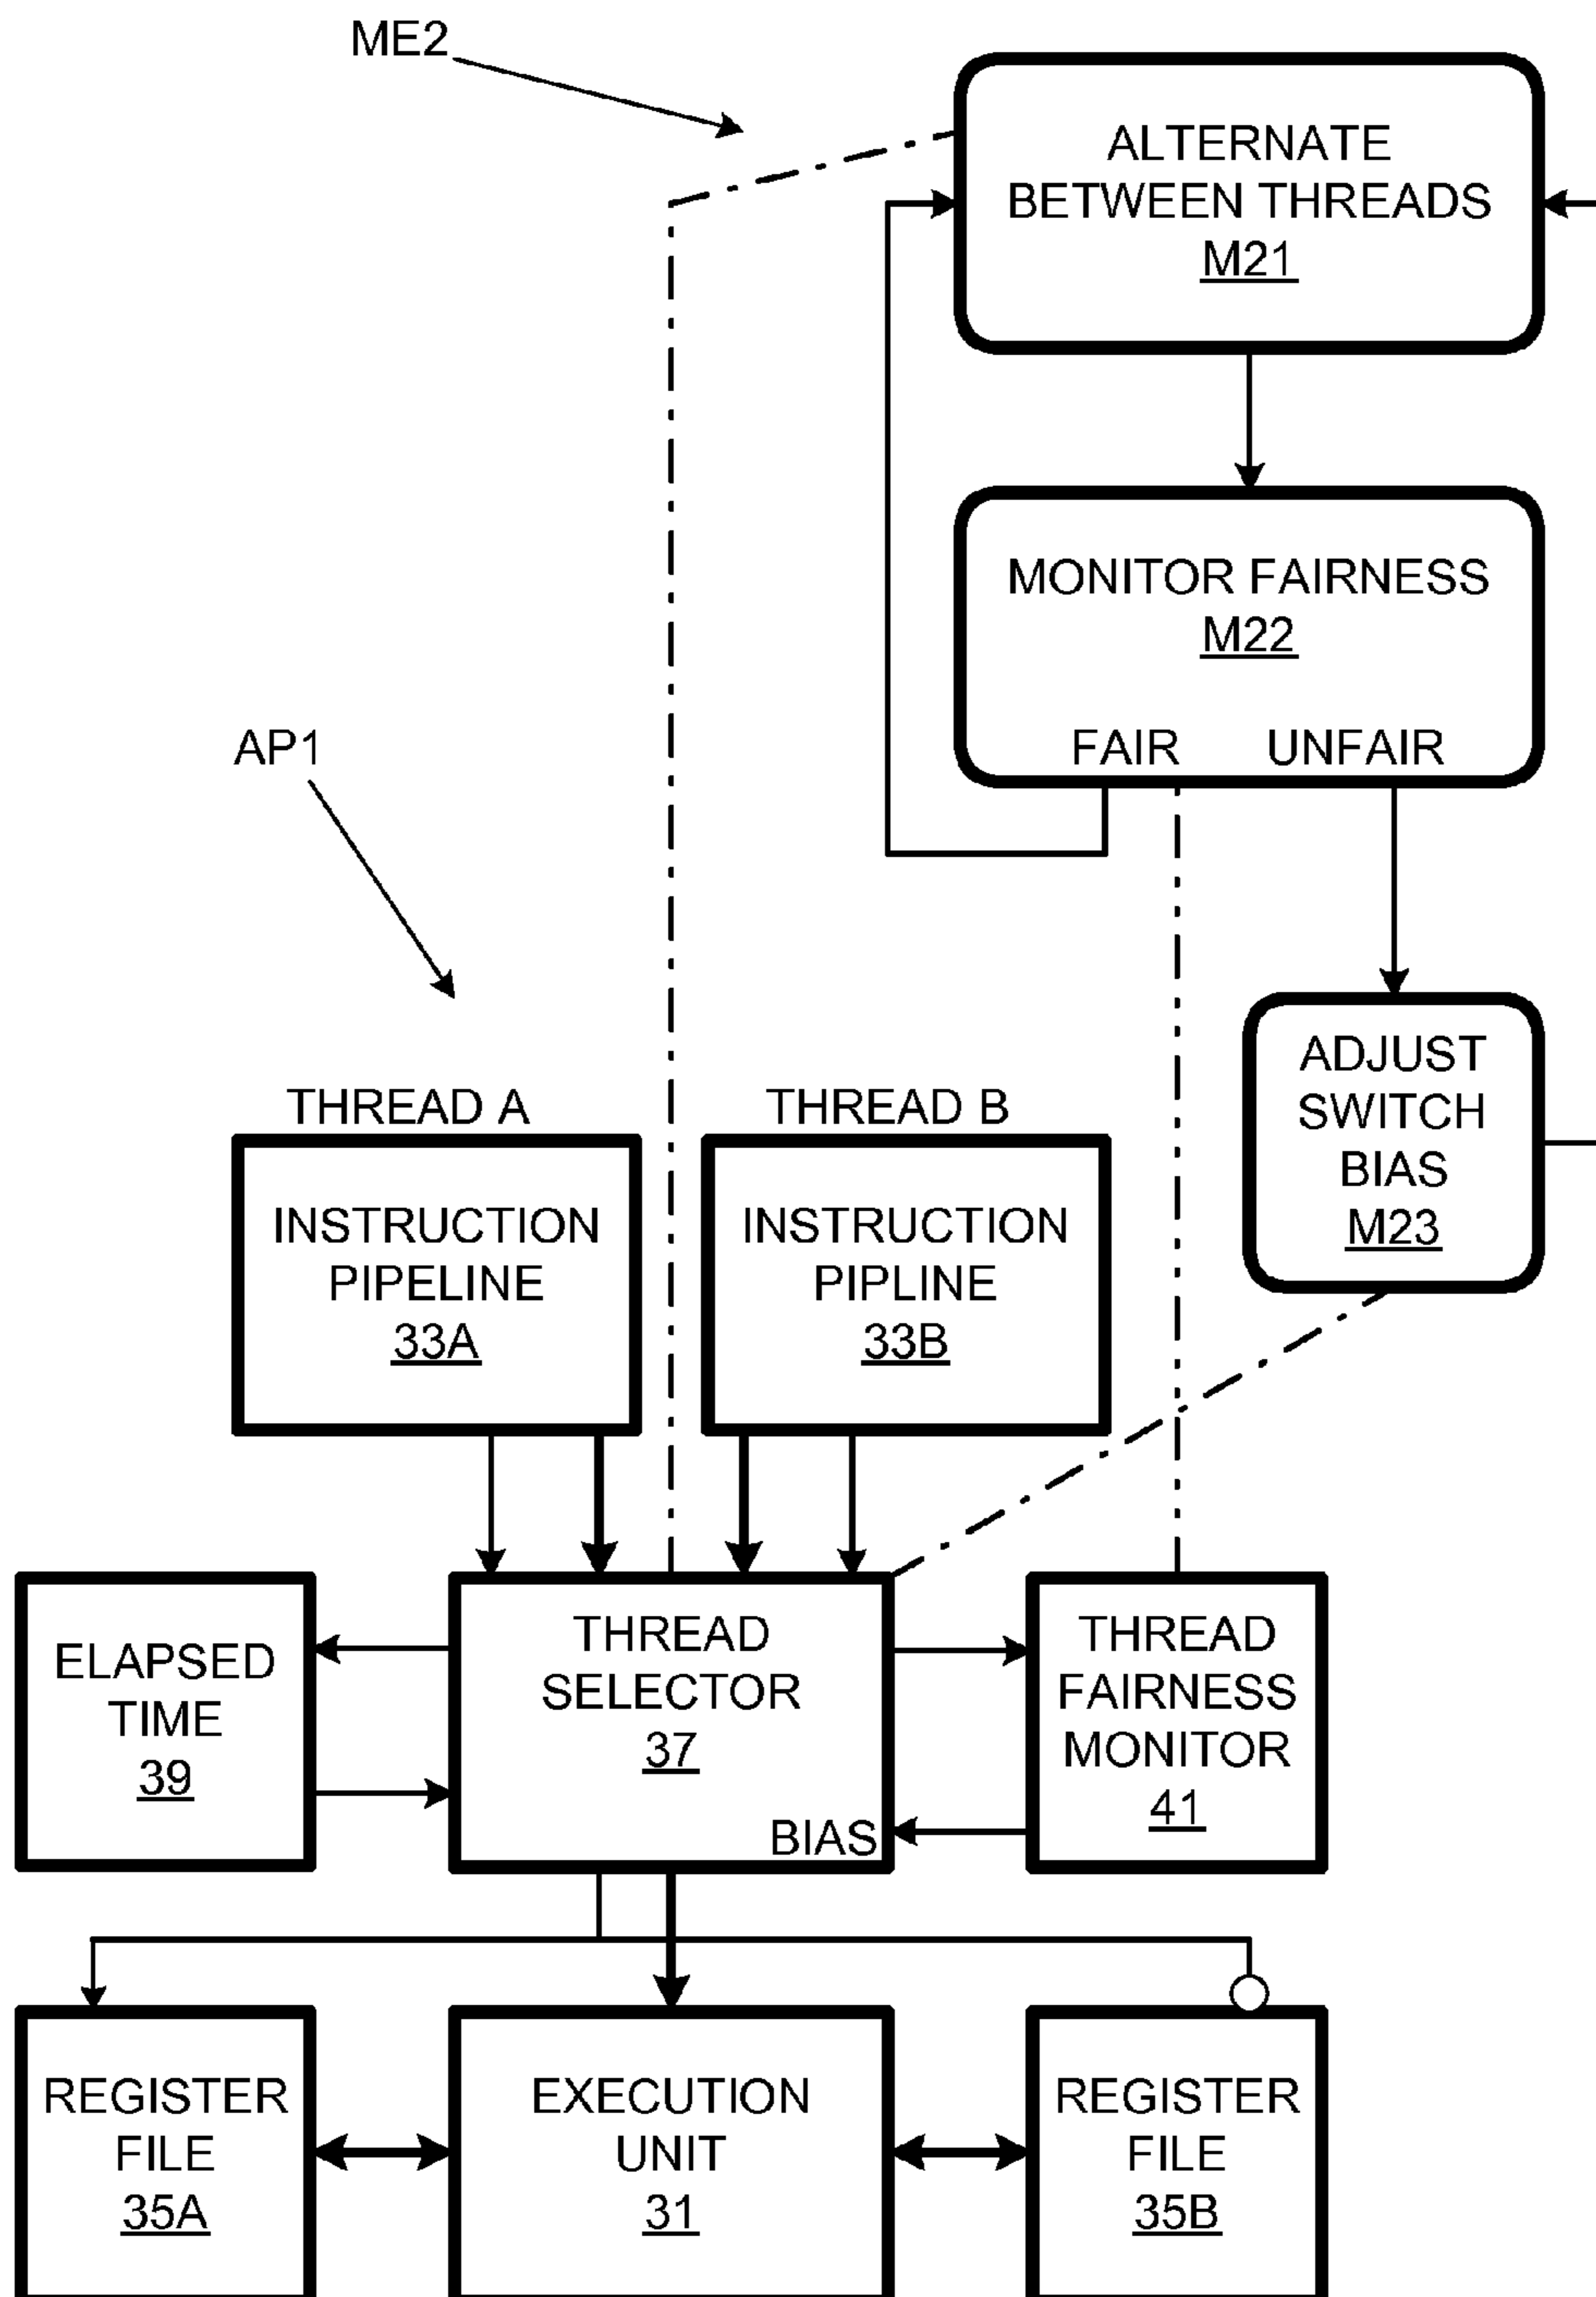 ME2
ALTERNATE
BETWEEN THREADS
M21
MONITOR FAIRNESS
M22
FAIR UNFAIR
AP1
ADJUST
SWITCH
BIAS
M23
THREAD A
INSTRUCTION
PIPELINE
33A
THREAD B
INSTRUCTION
PIPLINE
33B
ELAPSED
TIME
39
THREAD
SELECTOR
37
BIAS
THREAD
FAIRNESS
MONITOR
41
REGISTER
FILE
35A
EXECUTION
UNIT
31
REGISTER
FILE
35B